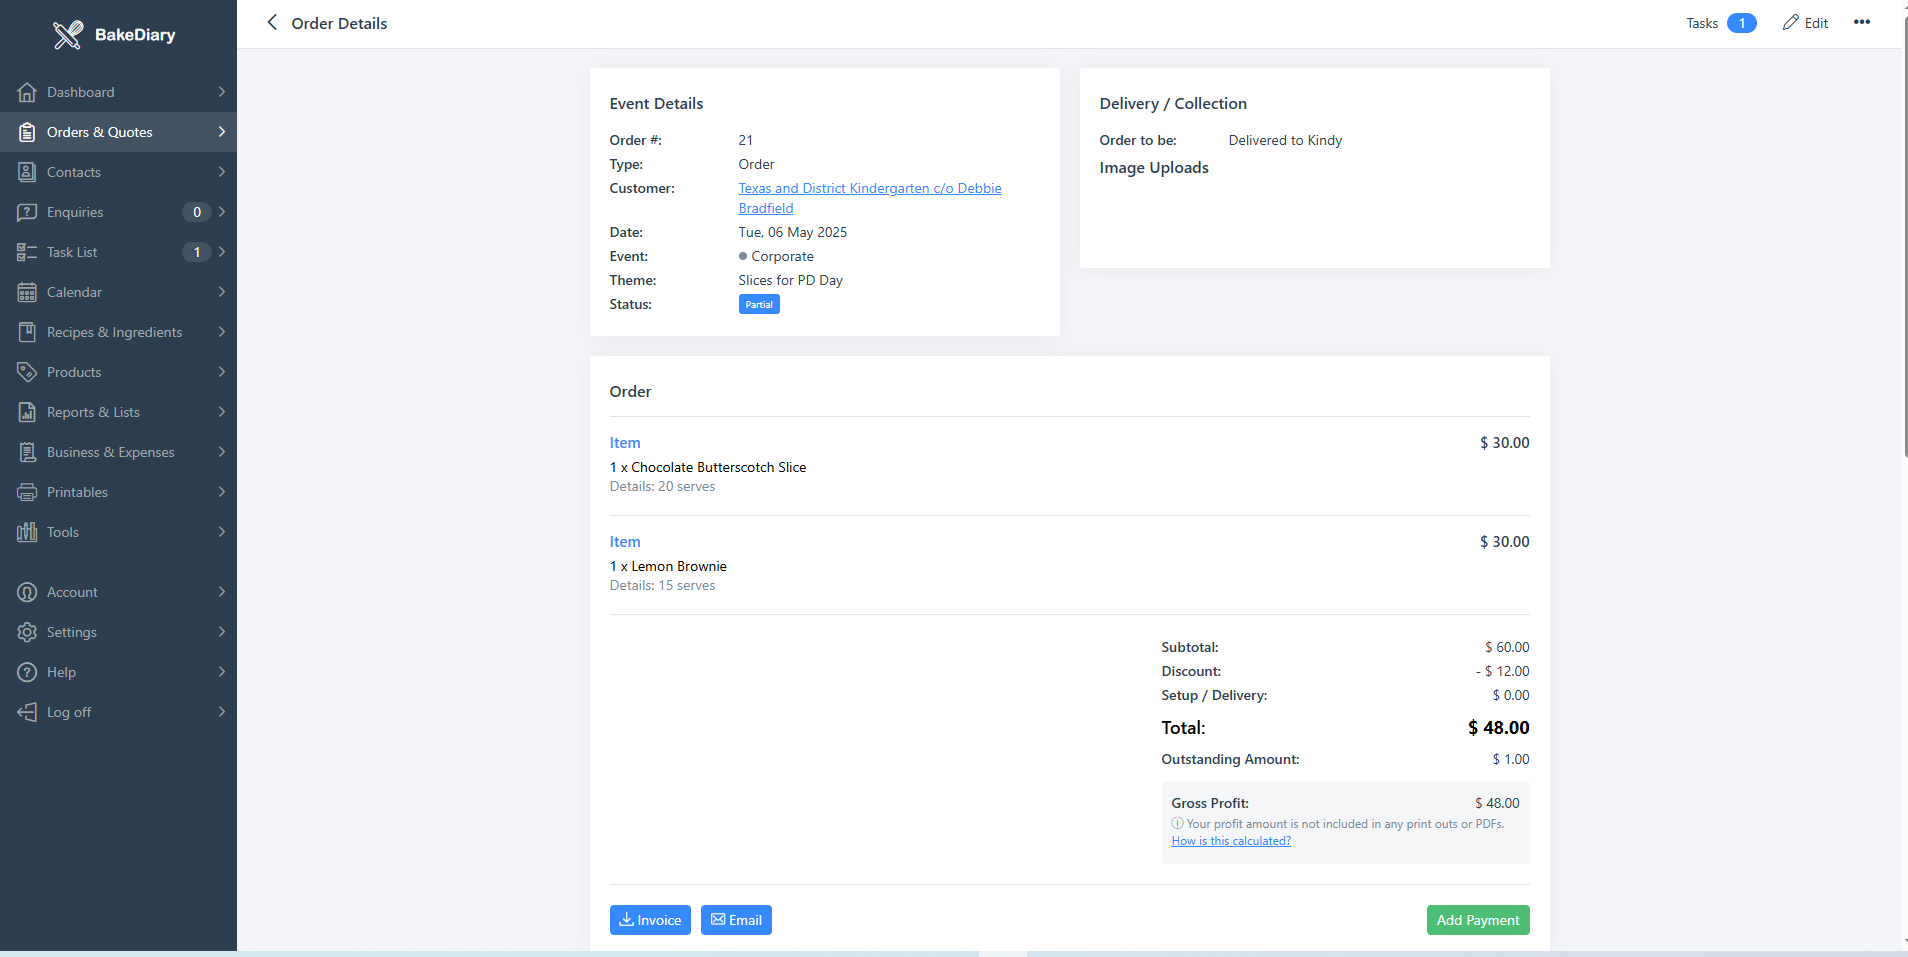 BakeDiary
Dashboard
Orders & Quotes
Contacts
Enquiries 0
Task List 1
Calendar
Recipes & Ingredients
Products
Reports & Lists
Business & Expenses
Printables
Tools
Account
Settings
Help
Log off
Order Details
Tasks 1 Edit •••
Event Details
Order #: 21
Type: Order
Customer: Texas and District Kindergarten c/o Debbie
Bradfield
Date: Tue, 06 May 2025
Event: Corporate
Theme: Slices for PD Day
Status: Partial
Delivery / Collection
Order to be: Delivered to Kindy
Image Uploads
Order
Item $ 30.00
1 x Chocolate Butterscotch Slice
Details: 20 serves
Item $ 30.00
1 x Lemon Brownie
Details: 15 serves
Subtotal: $ 60.00
Discount: - $ 12.00
Setup / Delivery: $ 0.00
Total: $ 48.00
Outstanding Amount: $ 1.00
Gross Profit: $ 48.00
Your profit amount is not included in any print outs or PDFs.
How is this calculated?
Invoice Email Add Payment